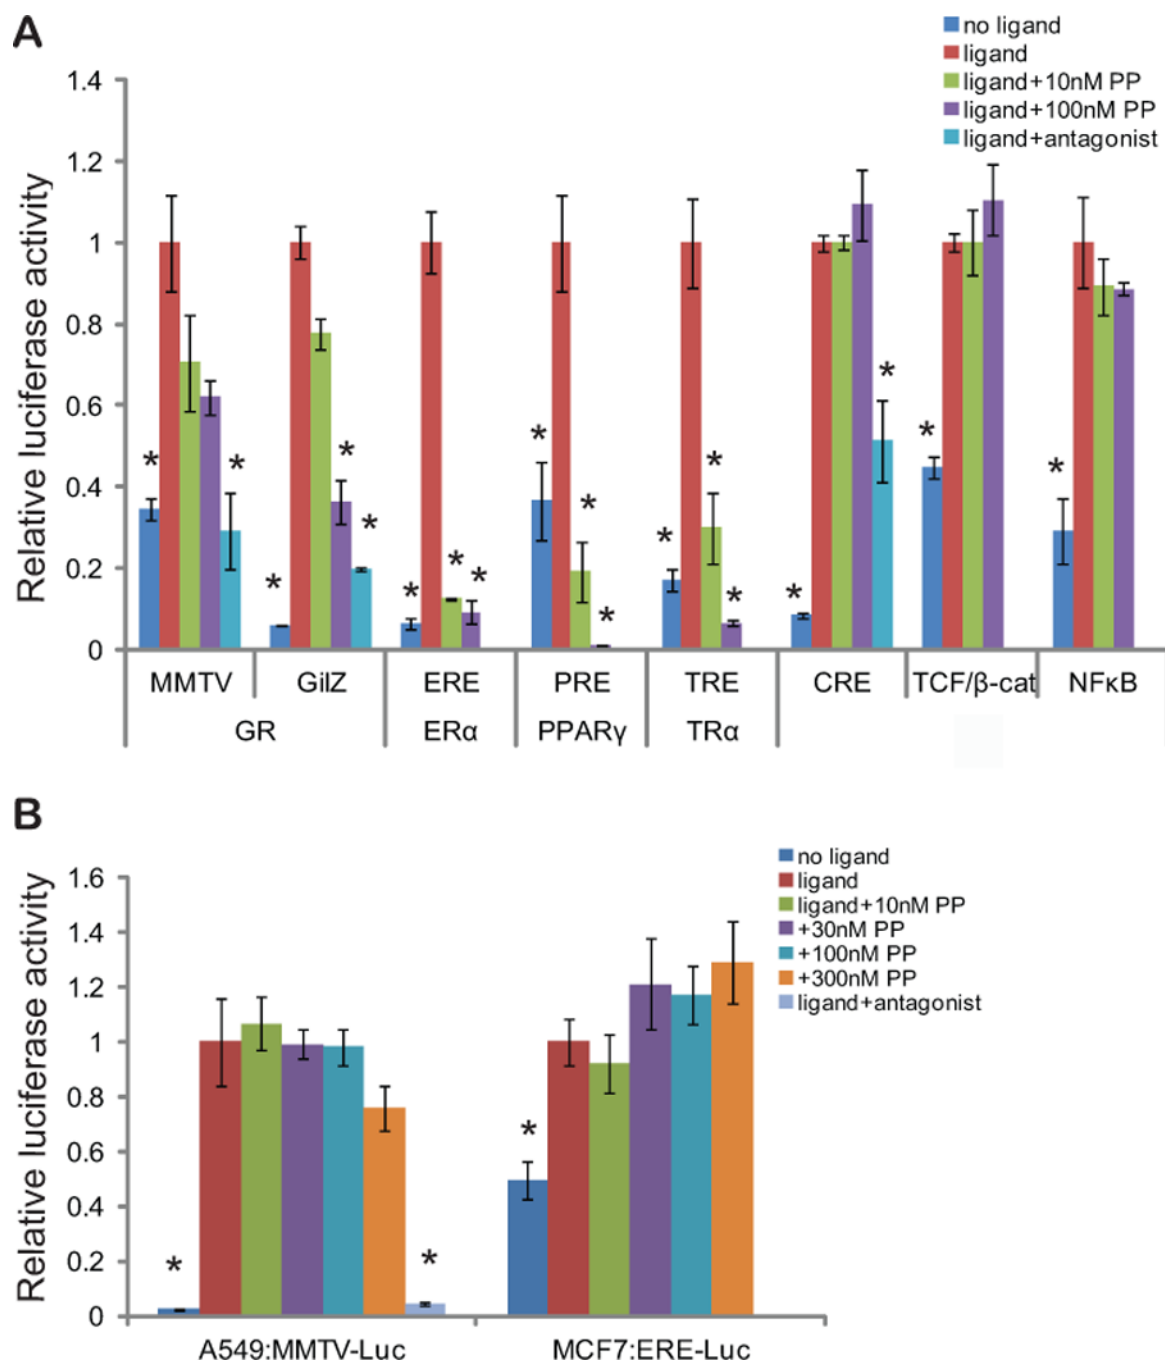 A
no ligand
ligand
ligand+10nM PP
ligand+100nM PP
ligand+antagonist
Relative luciferase activity
1.4
1.2
1
0.8
0.6
0.4
0.2
0
* * * * * * * * * * * * * * * * *
MMTV GilZ ERE PRE TRE CRE TCF/β-cat NFκB
GR ERα PPARγ TRα
B
no ligand
ligand
ligand+10nM PP
+30nM PP
+100nM PP
+300nM PP
ligand+antagonist
Relative luciferase activity
1.6
1.4
1.2
1
0.8
0.6
0.4
0.2
0
* * *
A549:MMTV-Luc MCF7:ERE-Luc